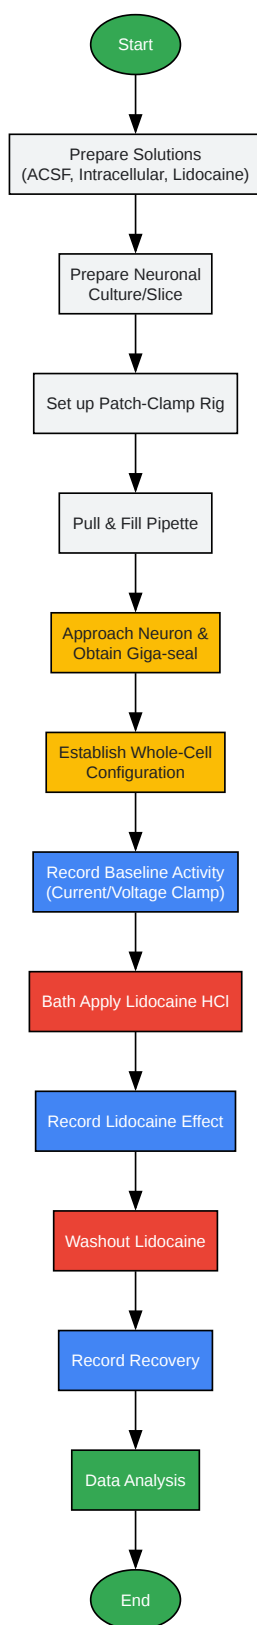 Start
Prepare Solutions
(ACSF, Intracellular, Lidocaine)
Prepare Neuronal
Culture/Slice
Set up Patch-Clamp Rig
Pull & Fill Pipette
Approach Neuron &
Obtain Giga-seal
Establish Whole-Cell
Configuration
Record Baseline Activity
(Current/Voltage Clamp)
Bath Apply Lidocaine HCl
Record Lidocaine Effect
Washout Lidocaine
Record Recovery
Data Analysis
End